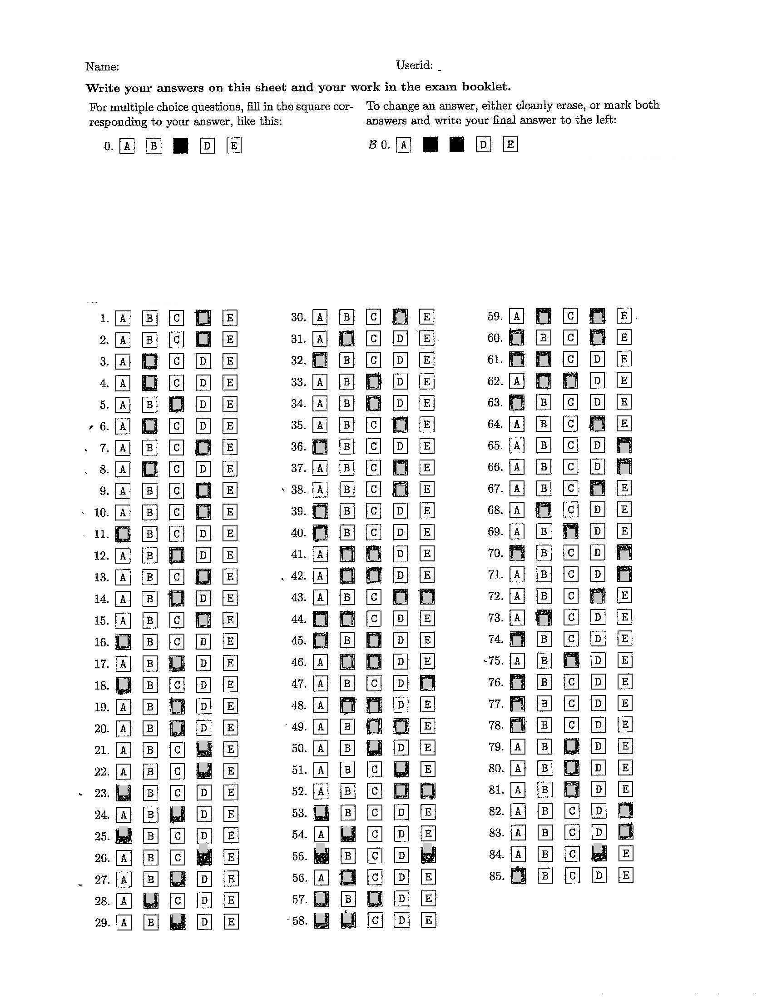 Name:
Userid:
Write your answers on this sheet and your work in the exam booklet.
For multiple choice questions, fill in the square cor-
responding to your answer, like this:
0. A B D E
To change an answer, either cleanly erase, or mark both
answers and write your final answer to the left:
B 0. A D E
1. A B C E
2. A B C E
3. A C D E
4. A C D E
5. A B D E
6. A C D E
7. A B C E
8. A C D E
9. A B C E
10. A B C E
11. B C D E
12. A B D E
13. A B C E
14. A B D E
15. A B C E
16. B C D E
17. A B D E
18. B C D E
19. A B D E
20. A B D E
21. A B C E
22. A B C E
23. B C D E
24. A B D E
25. B C D E
26. A B C E
27. A B D E
28. A C D E
29. A B D E
30. A B C E
31. A C D E
32. B C D E
33. A B D E
34. A B D E
35. A B C E
36. B C D E
37. A B C E
38. A B C E
39. B C D E
40. B C D E
41. A D E
42. A D E
43. A B C
44. C D E
45. B D E
46. A D E
47. A B C D
48. A D E
49. A B E
50. A B D E
51. A B C E
52. A B C
53. B C D E
54. A C D E
55. B C D
56. A C D E
57. B D E
58. C D E
59. A C E
60. B C E
61. C D E
62. A D E
63. B C D E
64. A B C E
65. A B C D
66. A B C D
67. A B C E
68. A C D E
69. A B D E
70. B C D
71. A B C D
72. A B C E
73. A C D E
74. B C D E
75. A B D E
76. B C D E
77. B C D E
78. B C D E
79. A B D E
80. A B D E
81. A B D E
82. A B C D
83. A B C D
84. A B C E
85. B C D E